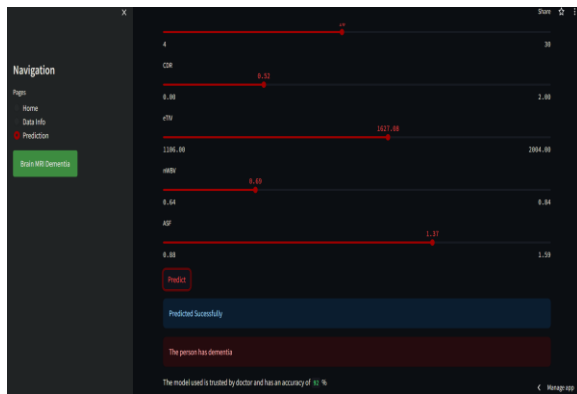 X
Share
Navigation
Pages
Home
Data Info
Prediction
Brain MRI Dementia
4
30
CDR
0.52
0.00
2.00
eTIV
1627.08
1106.00
2004.00
nWBV
0.69
0.64
0.84
ASF
1.37
0.88
1.59
Predict
Predicted Sucessfully
The person has dementia
The model used is trusted by doctor and has an accuracy of 92 %
< Manage app